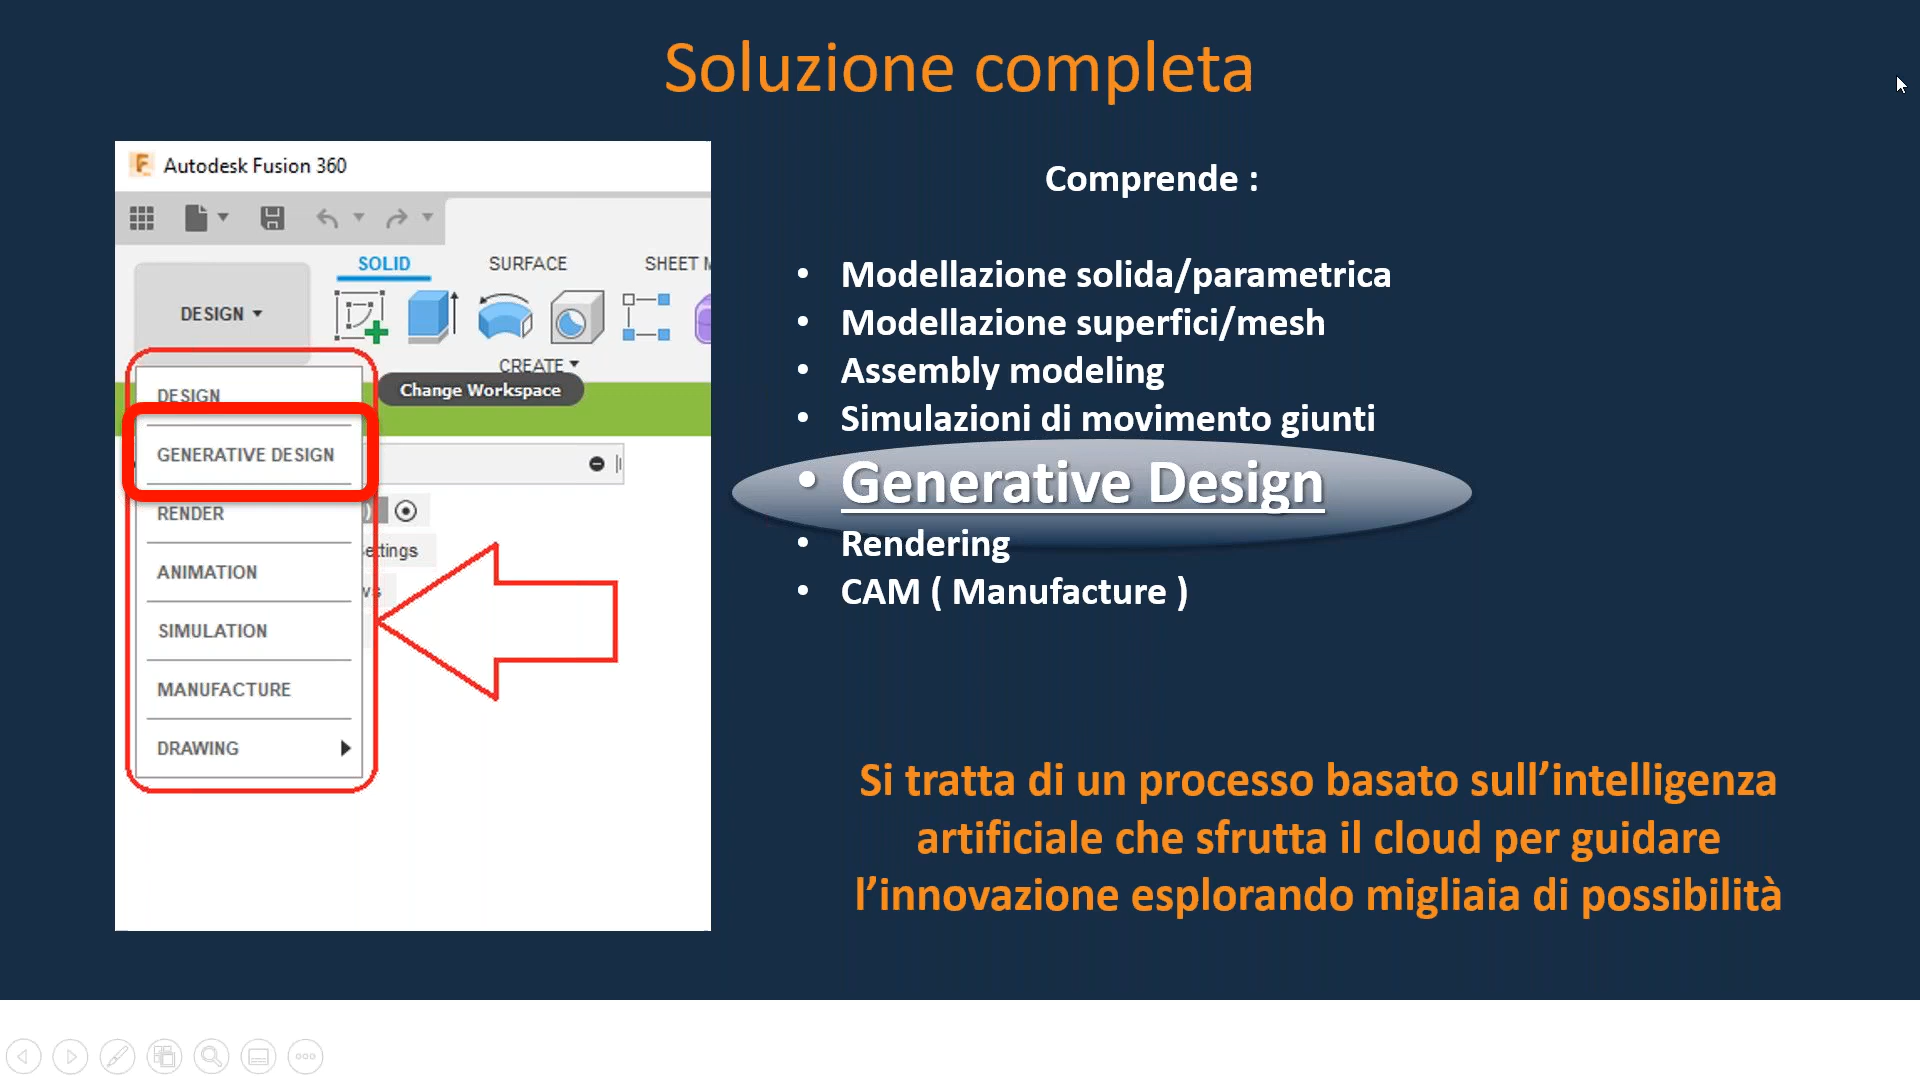 Soluzione completa
Autodesk Fusion 360
SOLID
SURFACE
SHEET M
DESIGN
CREATE
Change Workspace
DESIGN
GENERATIVE DESIGN
RENDER
ettings
ANIMATION
ws
SIMULATION
MANUFACTURE
DRAWING
Comprende :
• Modellazione solida/parametrica
• Modellazione superfici/mesh
• Assembly modeling
• Simulazioni di movimento giunti
• Generative Design
• Rendering
• CAM ( Manufacture )
Si tratta di un processo basato sull’intelligenza
artificiale che sfrutta il cloud per guidare
l’innovazione esplorando migliaia di possibilità